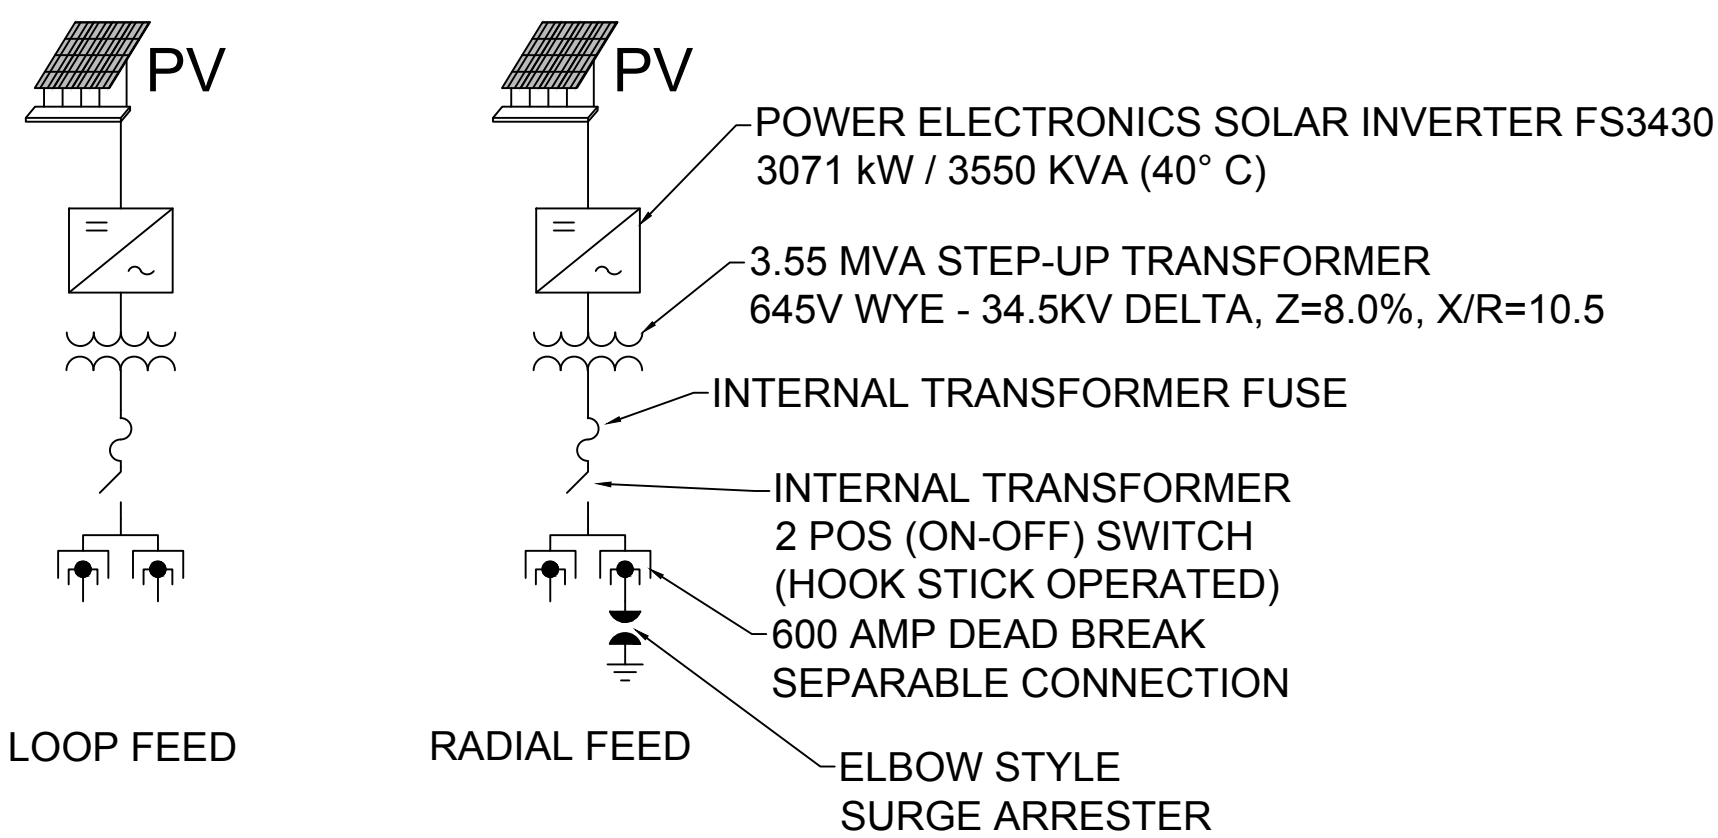 PV
PV
POWER ELECTRONICS SOLAR INVERTER FS3430
3071 kW / 3550 KVA (40° C)
3.55 MVA STEP-UP TRANSFORMER
645V WYE - 34.5KV DELTA, Z=8.0%, X/R=10.5
INTERNAL TRANSFORMER FUSE
INTERNAL TRANSFORMER
2 POS (ON-OFF) SWITCH
(HOOK STICK OPERATED)
600 AMP DEAD BREAK
SEPARABLE CONNECTION
LOOP FEED
RADIAL FEED
ELBOW STYLE
SURGE ARRESTER